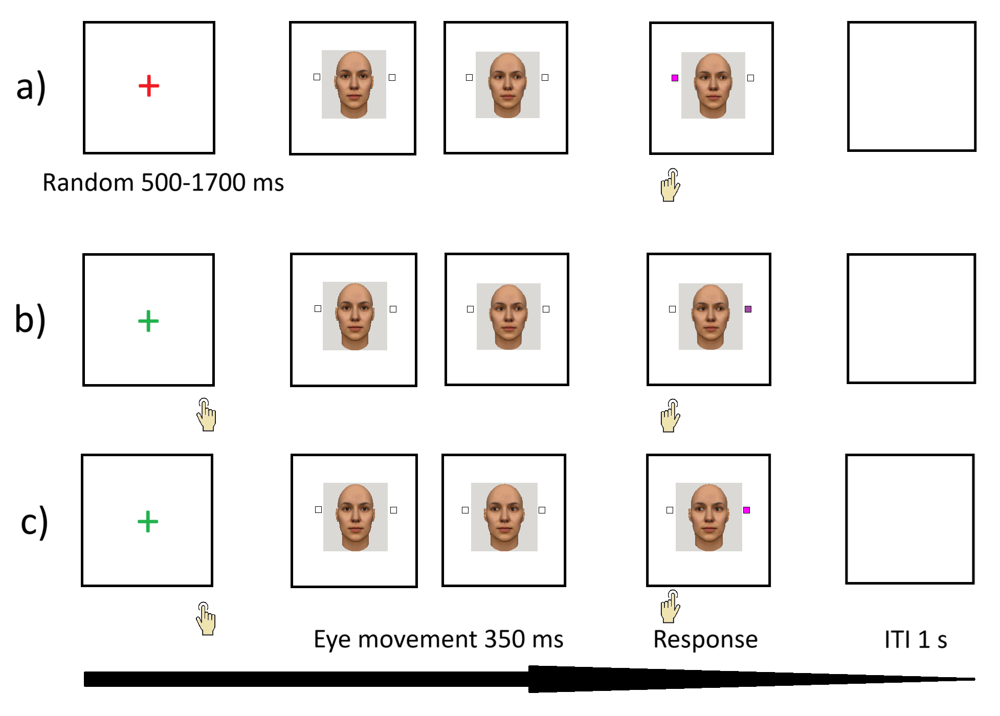 a)
Random 500-1700 ms
b)
c)
Eye movement 350 ms
Response
ITI 1 s